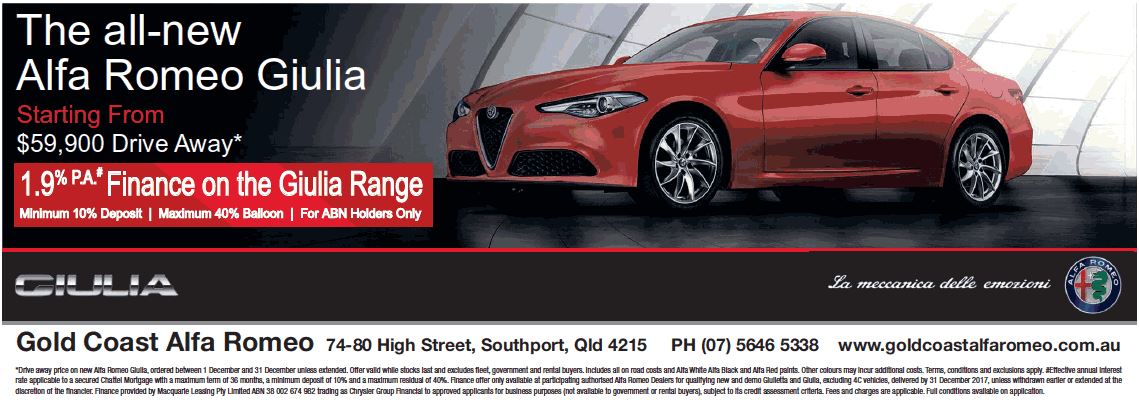 The all-new
Alfa Romeo Giulia
Starting From
$59,900 Drive Away*
1.9% P.A.# Finance on the Giulia Range
Minimum 10% Deposit | Maximum 40% Balloon | For ABN Holders Only
GIULIA
La meccanica delle emozioni
ALFA ROMEO
Gold Coast Alfa Romeo 74-80 High Street, Southport, Qld 4215 PH (07) 5646 5338 www.goldcoastalfaromeo.com.au
*Drive away price on new Alfa Romeo Giulia, ordered between 1 December and 31 December unless extended. Offer valid while stocks last and excludes fleet, government and rental buyers. Includes all on road costs and Alfa White Alfa Black and Alfa Red paints. Other colours may incur additional costs. Terms, conditions and exclusions apply. #Effective annual interest
rate applicable to a secured Chattel Mortgage with a maximum term of 36 months, a minimum deposit of 10% and a maximum residual of 40%. Finance offer only available at participating authorised Alfa Romeo Dealers for qualifying new and demo Giulietta and Giulia, excluding 4C vehicles, delivered by 31 December 2017, unless withdrawn earlier or extended at the
discretion of the financier. Finance provided by Macquarie Leasing Pty Limited ABN 38 002 674 982 trading as Chrysler Group Financial to approved applicants for business purposes (not available to government or rental buyers), subject to its credit assessment criteria. Fees and charges are applicable. Full conditions available on application.